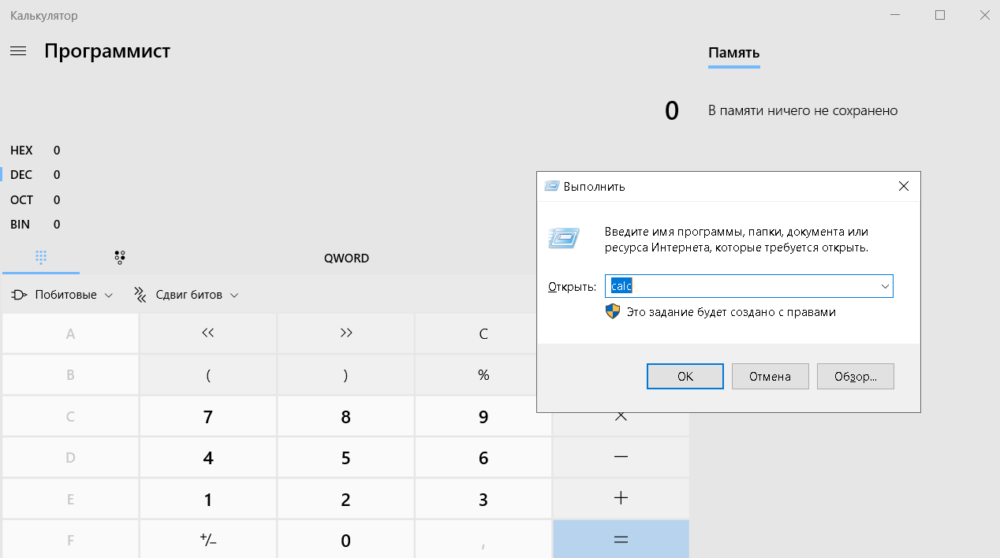 Калькулятор
Программист
Память
0
В памяти ничего не сохранено
HEX 0
DEC 0
OCT 0
BIN 0
QWORD
Побитовые
Сдвиг битов
A << >> C
B ( ) %
C 7 8 9 ×
D 4 5 6 −
E 1 2 3 +
F +/− 0 , =
Выполнить
Введите имя программы, папки, документа или
ресурса Интернета, которые требуется открыть.
Открыть: calc
Это задание будет создано с правами
OK Отмена Обзор...